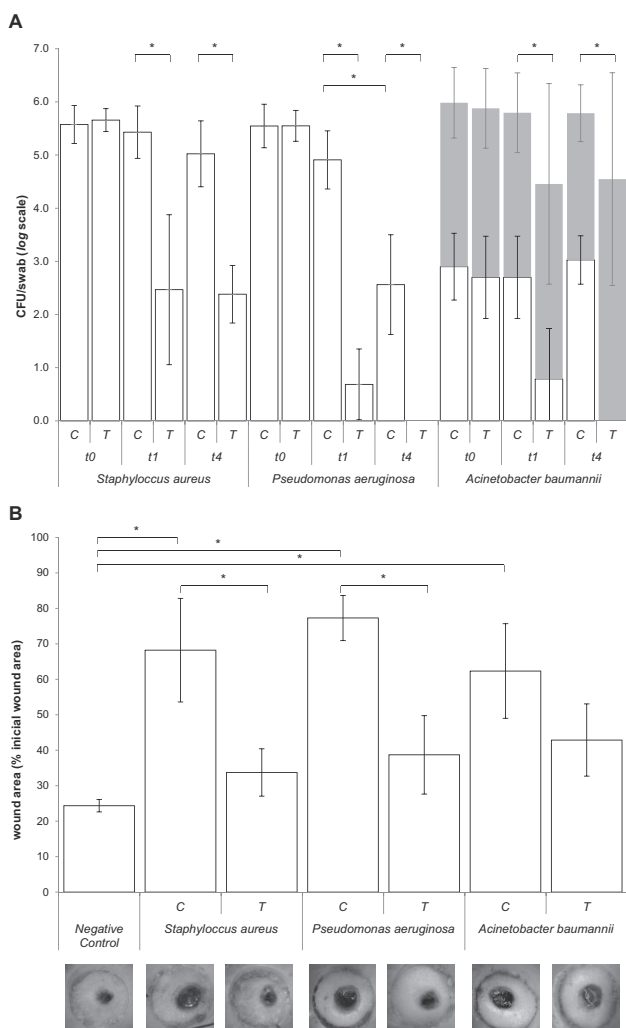 A
* * * * * * *
7.0
6.0
5.0
4.0
3.0
2.0
1.0
0.0
CFU/swab (log scale)
C T C T C T C T C T C T C T C T C T
t0 t1 t4 t0 t1 t4 t0 t1 t4
Staphyloccus aureus Pseudomonas aeruginosa Acinetobacter baumannii
B
* * * * *
100
90
80
70
60
50
40
30
20
10
0
wound area (% inicial wound area)
C T C T C T
Negative Control Staphyloccus aureus Pseudomonas aeruginosa Acinetobacter baumannii